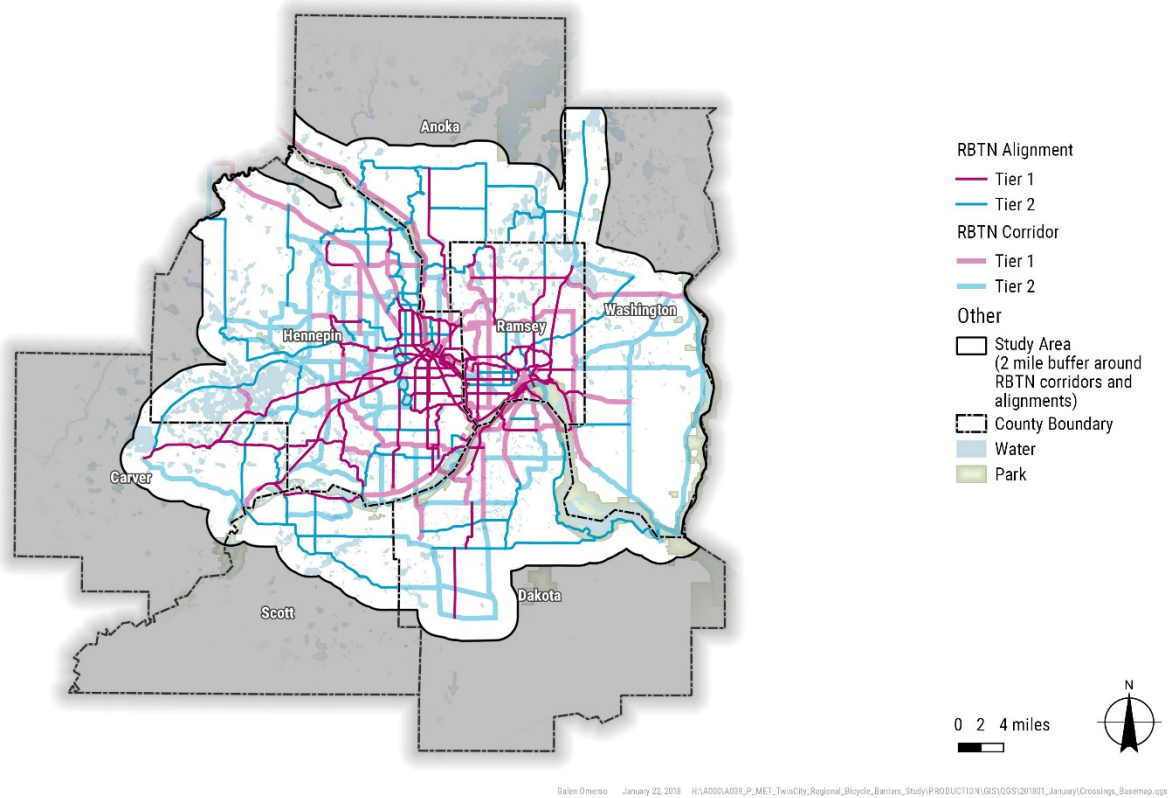 Anoka
Hennepin
Ramsey
Washington
Carver
Scott
Dakota
RBTN Alignment
Tier 1
Tier 2
RBTN Corridor
Tier 1
Tier 2
Other
Study Area
(2 mile buffer around
RBTN corridors and
alignments)
County Boundary
Water
Park
N
0 2 4 miles
Galen Omerso January 22, 2018 H:\A000\A039_P_MET_TwinCity_Regional_Bicycle_Barriers_Study\PRODUCTION\GIS\QGS\201801_January\Crossings_Basemap.qgs